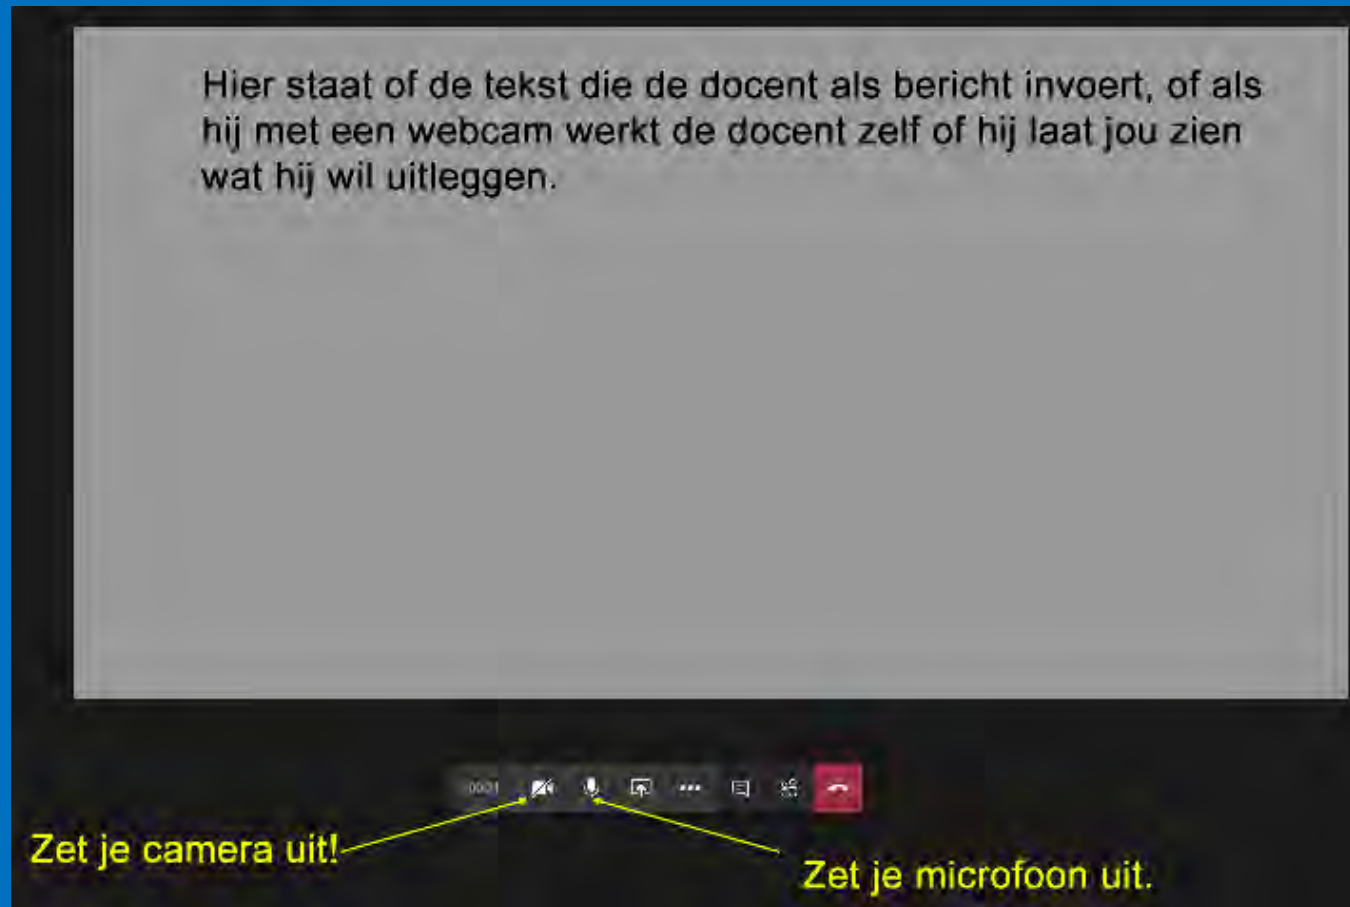 Hier staat of de tekst die de docent als bericht invoert, of als
hij met een webcam werkt de docent zelf of hij laat jou zien
wat hij wil uitleggen.
Zet je camera uit!
Zet je microfoon uit.